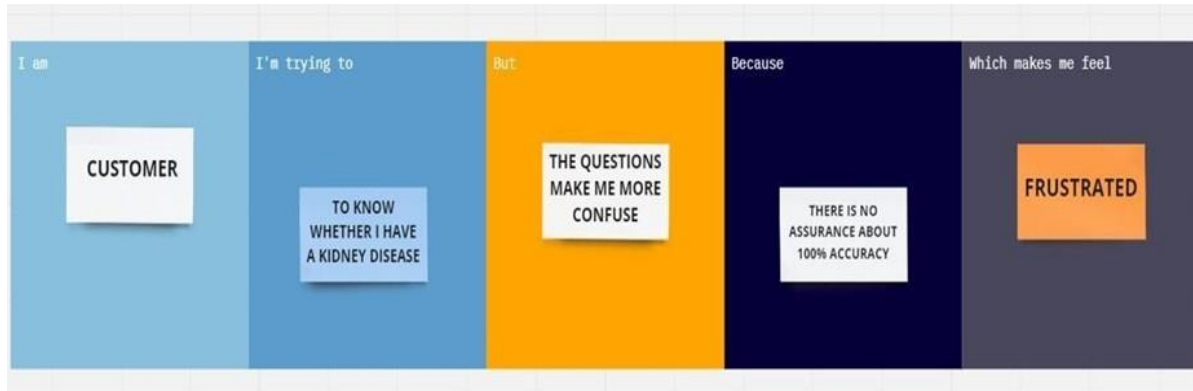 I am
CUSTOMER
I'm trying to
TO KNOW
WHETHER I HAVE
A KIDNEY DISEASE
But
THE QUESTIONS
MAKE ME MORE
CONFUSE
Because
THERE IS NO
ASSURANCE ABOUT
100% ACCURACY
Which makes me feel
FRUSTRATED